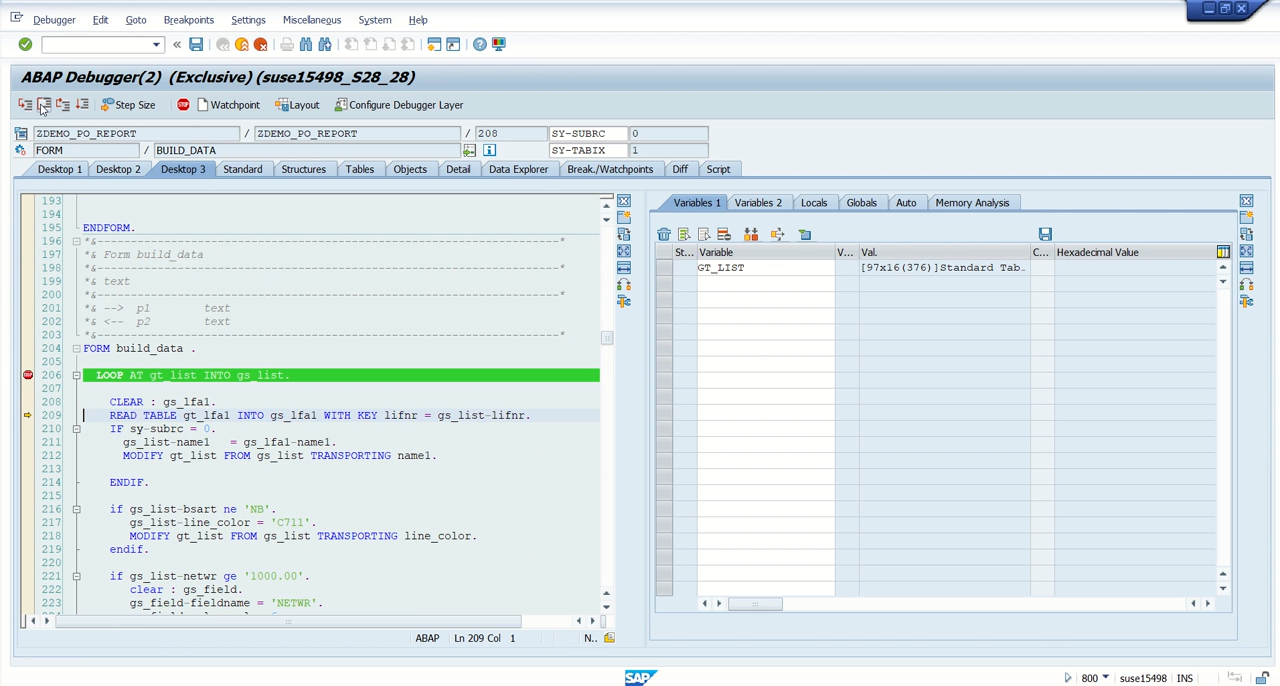 Debugger Edit Goto Breakpoints Settings Miscellaneous System Help
ABAP Debugger(2) (Exclusive) (suse15498_S28_28)
Step Size STOP Watchpoint Layout Configure Debugger Layer
ZDEMO_PO_REPORT / ZDEMO_PO_REPORT / 208 SY-SUBRC 0
FORM / BUILD_DATA SY-TABIX 1
Desktop 1 Desktop 2 Desktop 3 Standard Structures Tables Objects Detail Data Explorer Break./Watchpoints Diff Script
193
194
195 ENDFORM.
196 *&---------------------------------------------------------------------*
197 *& Form build_data
198 *&---------------------------------------------------------------------*
199 *& text
200 *&---------------------------------------------------------------------*
201 *& --> p1 text
202 *& <-- p2 text
203 *&---------------------------------------------------------------------*
204 FORM build_data .
205
206 LOOP AT gt_list INTO gs_list.
207
208 CLEAR : gs_lfa1.
209 READ TABLE gt_lfa1 INTO gs_lfa1 WITH KEY lifnr = gs_list-lifnr.
210 IF sy-subrc = 0.
211 gs_list-name1 = gs_lfa1-name1.
212 MODIFY gt_list FROM gs_list TRANSPORTING name1.
213
214 ENDIF.
215
216 if gs_list-bsart ne 'NB'.
217 gs_list-line_color = 'C711'.
218 MODIFY gt_list FROM gs_list TRANSPORTING line_color.
219 endif.
220
221 if gs_list-netwr ge '1000.00'.
222 clear : gs_field.
223 gs_field-fieldname = 'NETWR'.
ABAP Ln 209 Col 1 N..
Variables 1 Variables 2 Locals Globals Auto Memory Analysis
St... Variable V... Val. C... Hexadecimal Value
GT_LIST [97x16(376)]Standard Tab…
SAP
800 suse15498 INS